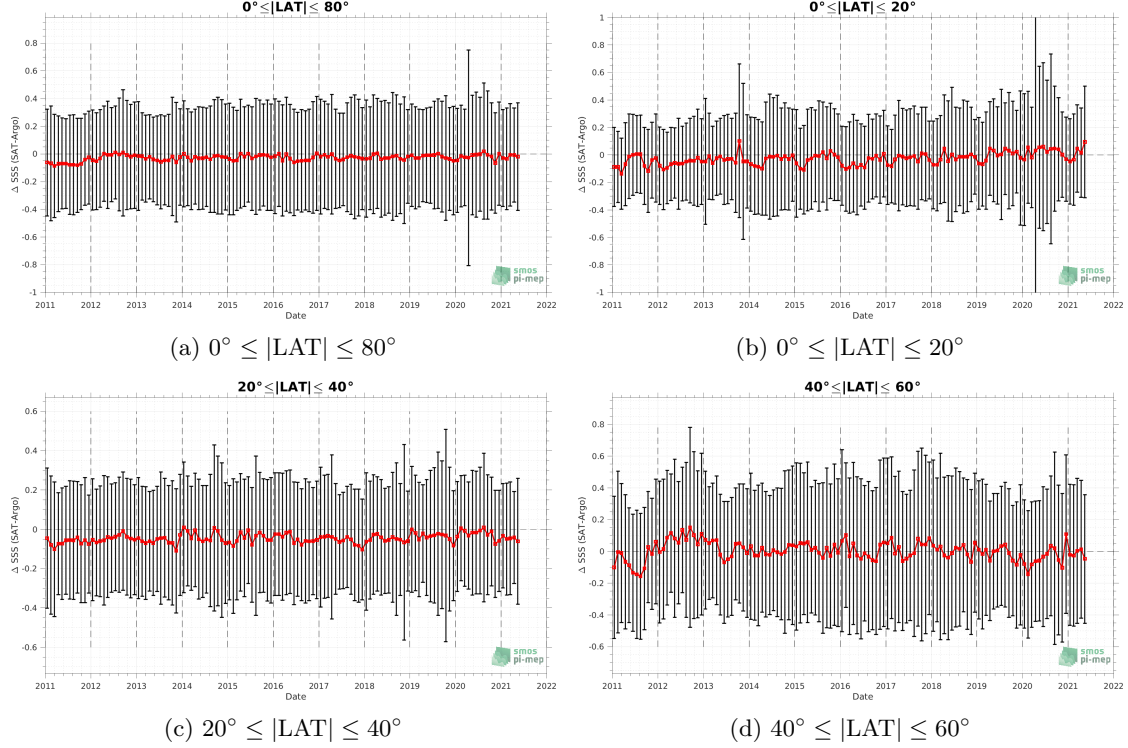 0°≤|LAT|≤ 80°
0.8
0.6
0.4
0.2
0
-0.2
-0.4
-0.6
-0.8
-1
Δ SSS (SAT-Argo)
2011 2012 2013 2014 2015 2016 2017 2018 2019 2020 2021 2022
Date
smos
pi-mep
(a) 0° ≤ |LAT| ≤ 80°
0°≤|LAT|≤ 20°
1
0.8
0.6
0.4
0.2
0
-0.2
-0.4
-0.6
-0.8
-1
Δ SSS (SAT-Argo)
2011 2012 2013 2014 2015 2016 2017 2018 2019 2020 2021 2022
Date
smos
pi-mep
(b) 0° ≤ |LAT| ≤ 20°
20°≤|LAT|≤ 40°
0.6
0.4
0.2
0
-0.2
-0.4
-0.6
Δ SSS (SAT-Argo)
2011 2012 2013 2014 2015 2016 2017 2018 2019 2020 2021 2022
Date
smos
pi-mep
(c) 20° ≤ |LAT| ≤ 40°
40°≤|LAT|≤ 60°
0.8
0.6
0.4
0.2
0
-0.2
-0.4
-0.6
Δ SSS (SAT-Argo)
2011 2012 2013 2014 2015 2016 2017 2018 2019 2020 2021 2022
Date
smos
pi-mep
(d) 40° ≤ |LAT| ≤ 60°